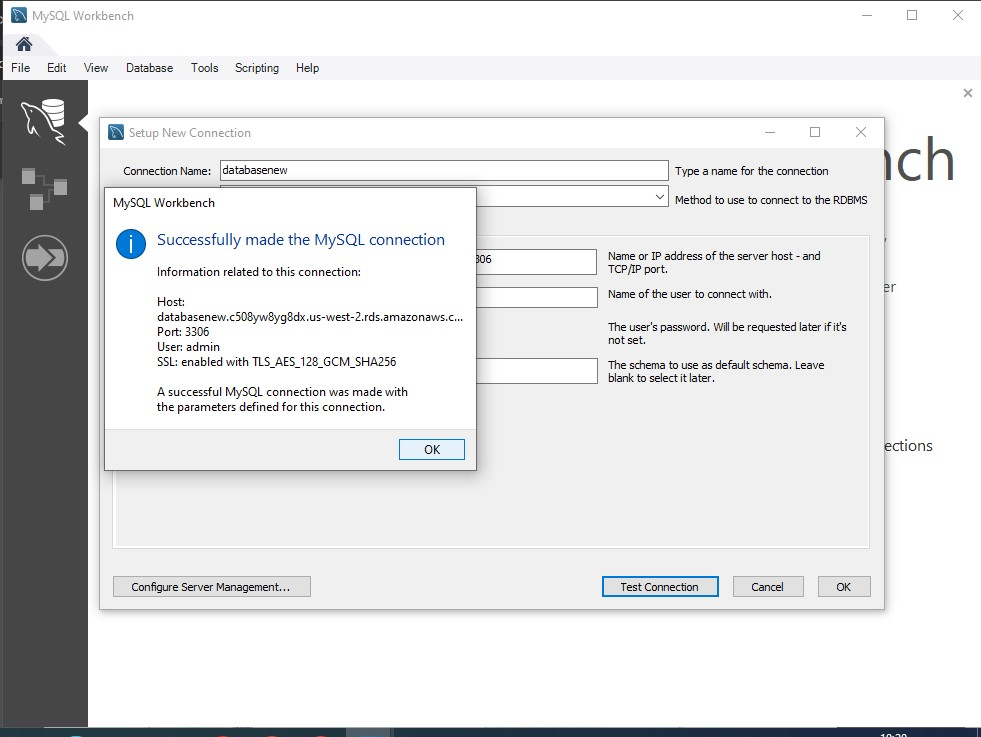 MySQL Workbench
File Edit View Database Tools Scripting Help
nch
er
ections
Setup New Connection
Connection Name: databasenew Type a name for the connection
Method to use to connect to the RDBMS
306 Name or IP address of the server host - and
TCP/IP port.
Name of the user to connect with.
The user's password. Will be requested later if it's
not set.
The schema to use as default schema. Leave
blank to select it later.
MySQL Workbench
Successfully made the MySQL connection
Information related to this connection:
Host:
databasenew.c508yw8yg8dx.us-west-2.rds.amazonaws.c...
Port: 3306
User: admin
SSL: enabled with TLS_AES_128_GCM_SHA256
A successful MySQL connection was made with
the parameters defined for this connection.
OK
Configure Server Management... Test Connection Cancel OK